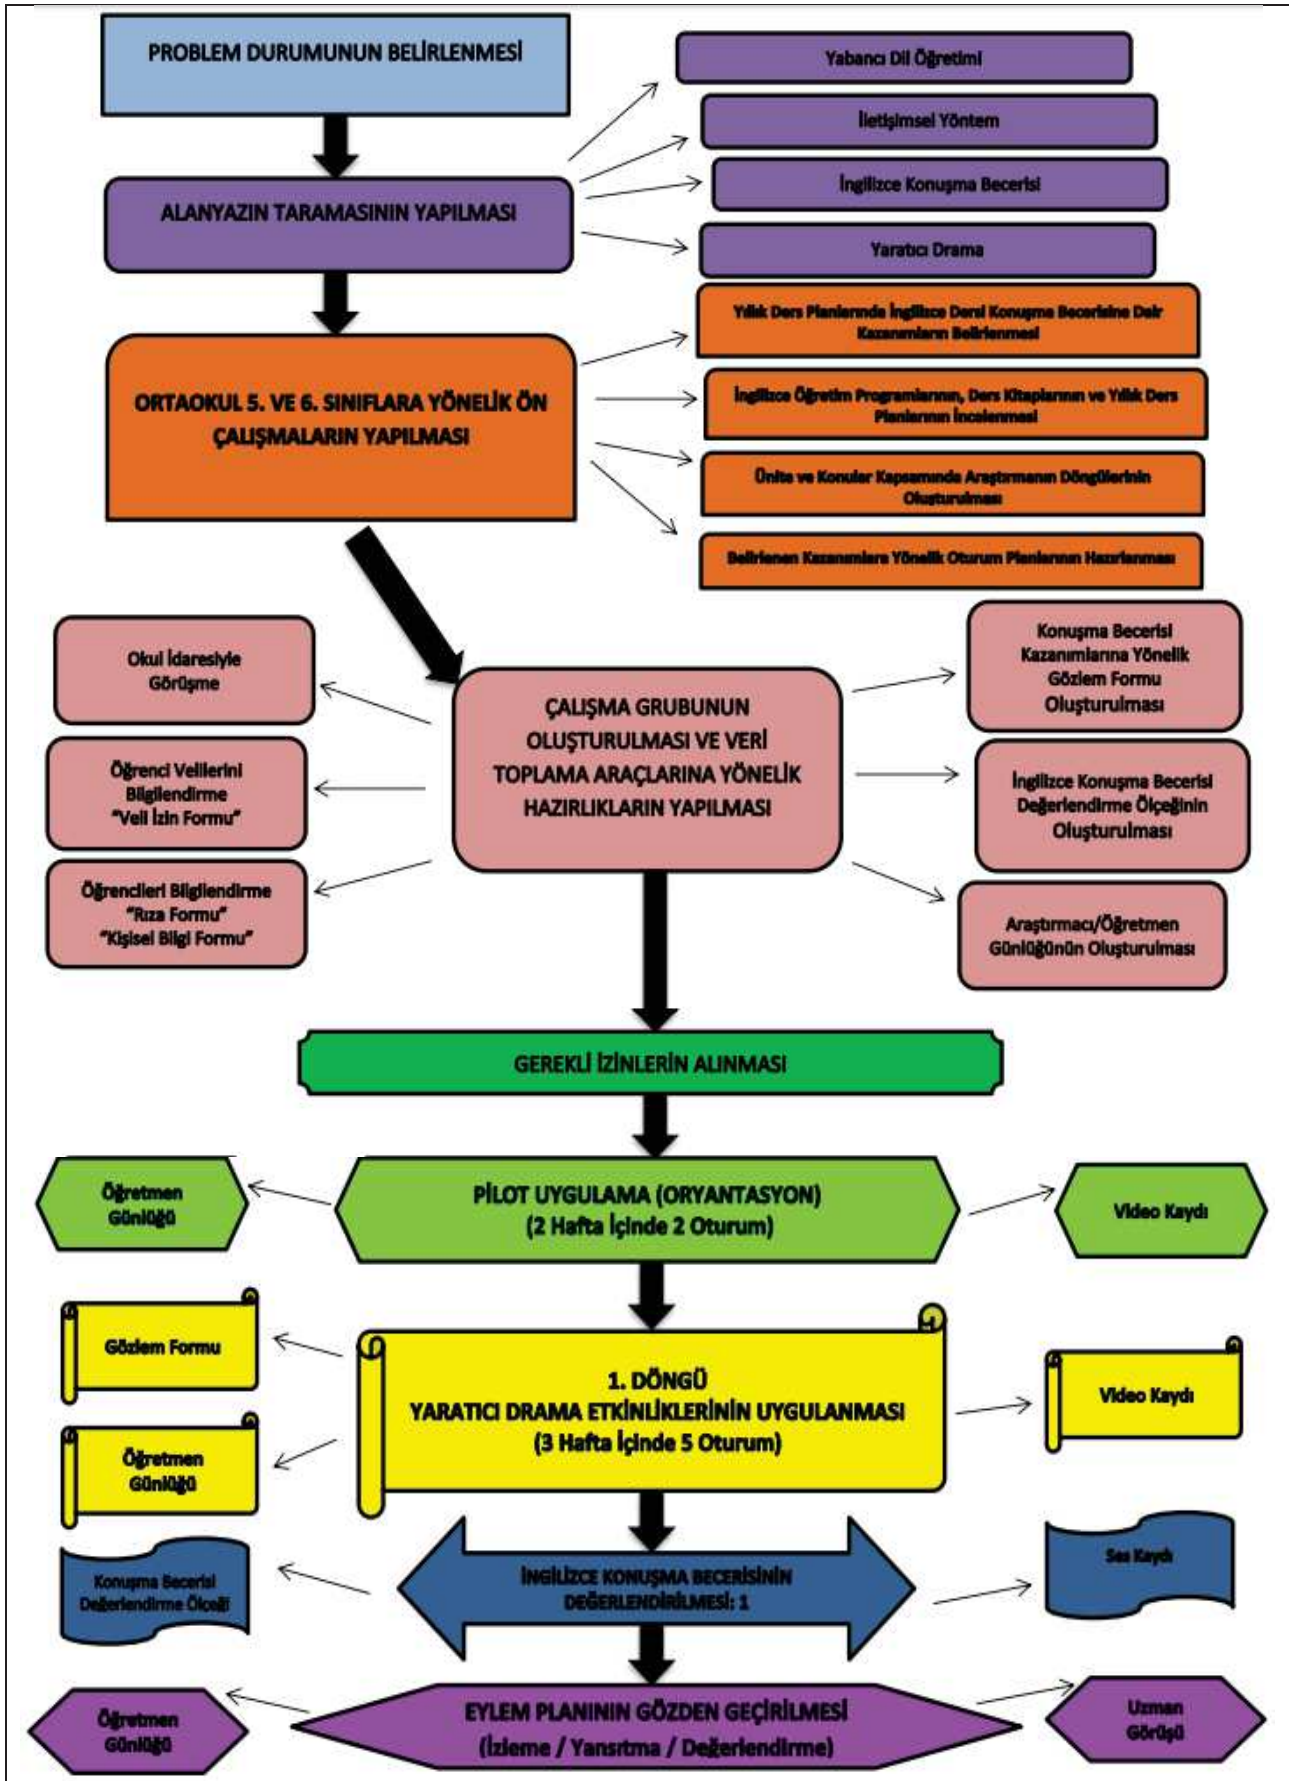 PROBLEM DURUMUNUN BELİRLENMESİ
Yabancı Dil Öğretimi
İletişimsel Yöntem
İngilizce Konuşma Becerisi
ALANYAZIN TARAMASININ YAPILMASI
Yaratıcı Drama
Yıllık Ders Planlarında İngilizce Dersi Konuşma Becerisine Dair
Kazanımların Belirlenmesi
ORTAOKUL 5. VE 6. SINIFLARA YÖNELİK ÖN
ÇALIŞMALARIN YAPILMASI
İngilizce Öğretim Programlarının, Ders Kitaplarının ve Yıllık Ders
Planlarının İncelenmesi
Ünite ve Konular Kapsamında Araştırmanın Döngülerinin
Oluşturulması
Belirlenen Kazanımlara Yönelik Oturum Planlarının Hazırlanması
Okul İdaresiyle
Görüşme
Öğrenci Velilerini
Bilgilendirme
"Veli İzin Formu"
Öğrencileri Bilgilendirme
"Rıza Formu"
"Kişisel Bilgi Formu"
ÇALIŞMA GRUBUNUN
OLUŞTURULMASI VE VERİ
TOPLAMA ARAÇLARINA YÖNELİK
HAZIRLIKLARIN YAPILMASI
Konuşma Becerisi
Kazanımlarına Yönelik
Gözlem Formu
Oluşturulması
İngilizce Konuşma Becerisi
Değerlendirme Ölçeğinin
Oluşturulması
Araştırmacı/Öğretmen
Günlüğünün Oluşturulması
GEREKLİ İZİNLERİN ALINMASI
Öğretmen
Günlüğü
PİLOT UYGULAMA (ORYANTASYON)
(2 Hafta İçinde 2 Oturum)
Video Kaydı
Gözlem Formu
Öğretmen
Günlüğü
1. DÖNGÜ
YARATICI DRAMA ETKİNLİKLERİNİN UYGULANMASI
(3 Hafta İçinde 5 Oturum)
Video Kaydı
Konuşma Becerisi
Değerlendirme Ölçeği
İNGİLİZCE KONUŞMA BECERİSİNİN
DEĞERLENDİRİLMESİ: 1
Ses Kaydı
Öğretmen
Günlüğü
EYLEM PLANININ GÖZDEN GEÇİRİLMESİ
(İzleme / Yansıtma / Değerlendirme)
Uzman
Görüşü